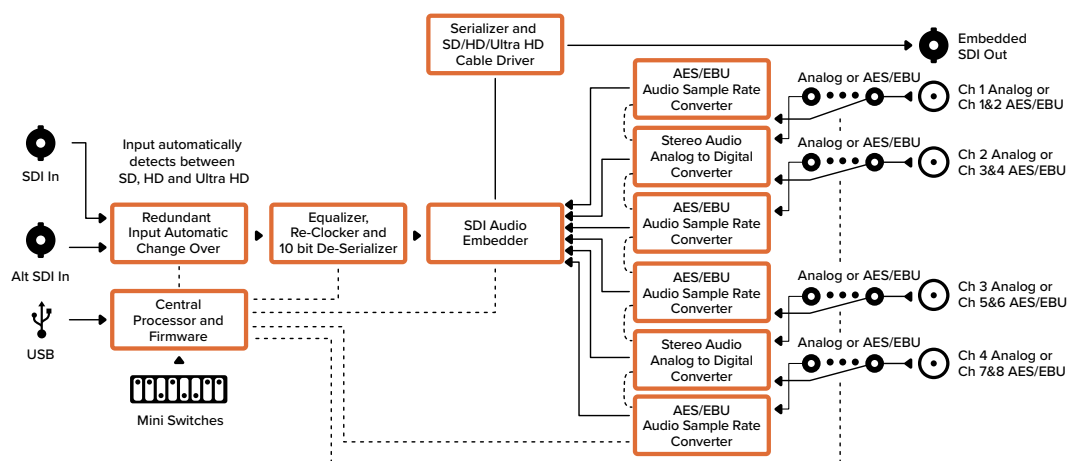 Serializer and
SD/HD/Ultra HD
Cable Driver
Embedded
SDI Out
AES/EBU
Audio Sample Rate
Converter
Analog or AES/EBU
Ch 1 Analog or
Ch 1&2 AES/EBU
SDI In
Input automatically
detects between
SD, HD and Ultra HD
Stereo Audio
Analog to Digital
Converter
Analog or AES/EBU
Ch 2 Analog or
Ch 3&4 AES/EBU
Alt SDI In
Redundant
Input Automatic
Change Over
Equalizer,
Re-Clocker and
10 bit De-Serializer
SDI Audio
Embedder
AES/EBU
Audio Sample Rate
Converter
USB
Central
Processor and
Firmware
AES/EBU
Audio Sample Rate
Converter
Analog or AES/EBU
Ch 3 Analog or
Ch 5&6 AES/EBU
Stereo Audio
Analog to Digital
Converter
Analog or AES/EBU
Ch 4 Analog or
Ch 7&8 AES/EBU
Mini Switches
AES/EBU
Audio Sample Rate
Converter